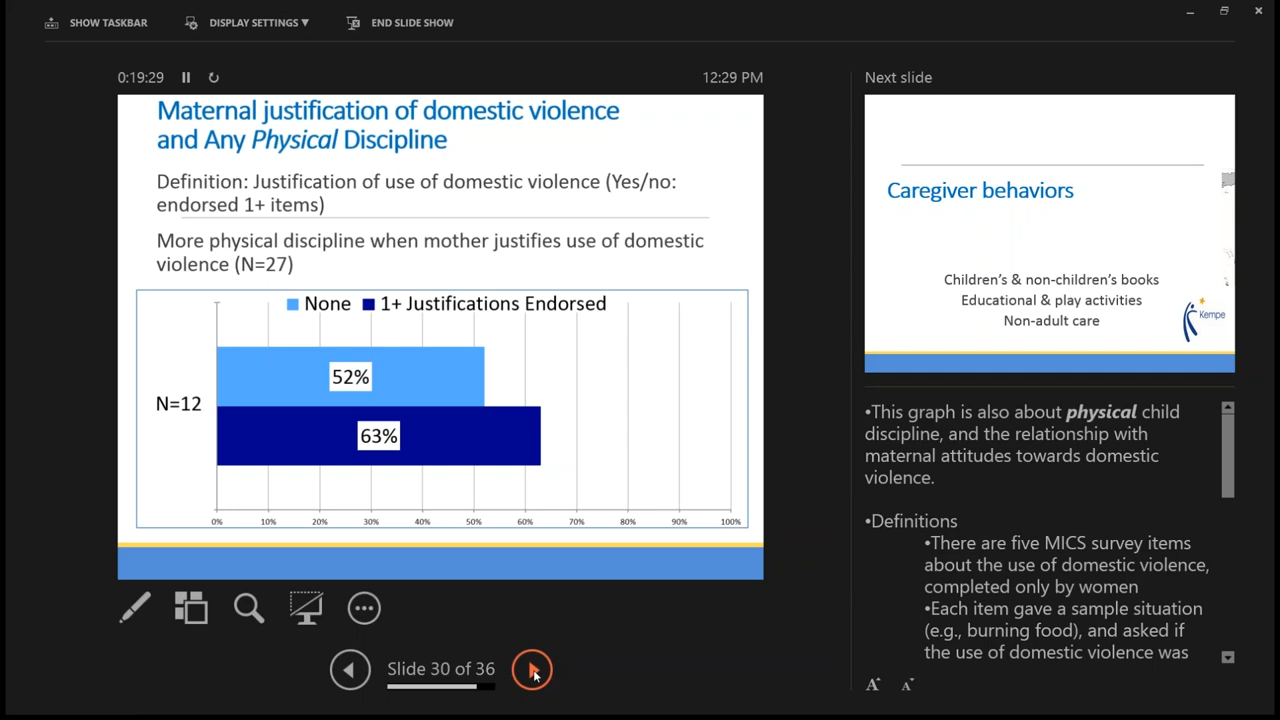 SHOW TASKBAR
DISPLAY SETTINGS ▼
END SLIDE SHOW
0:19:29
12:29 PM
Maternal justification of domestic violence
and Any Physical Discipline
Definition: Justification of use of domestic violence (Yes/no:
endorsed 1+ items)
More physical discipline when mother justifies use of domestic
violence (N=27)
None 1+ Justifications Endorsed
52%
N=12
63%
0% 10% 20% 30% 40% 50% 60% 70% 80% 90% 100%
Slide 30 of 36
Next slide
Caregiver behaviors
Children's & non-children's books
Educational & play activities
Non-adult care
Kempe
•This graph is also about physical child
discipline, and the relationship with
maternal attitudes towards domestic
violence.
•Definitions
•There are five MICS survey items
about the use of domestic violence,
completed only by women
•Each item gave a sample situation
(e.g., burning food), and asked if
the use of domestic violence was
A A